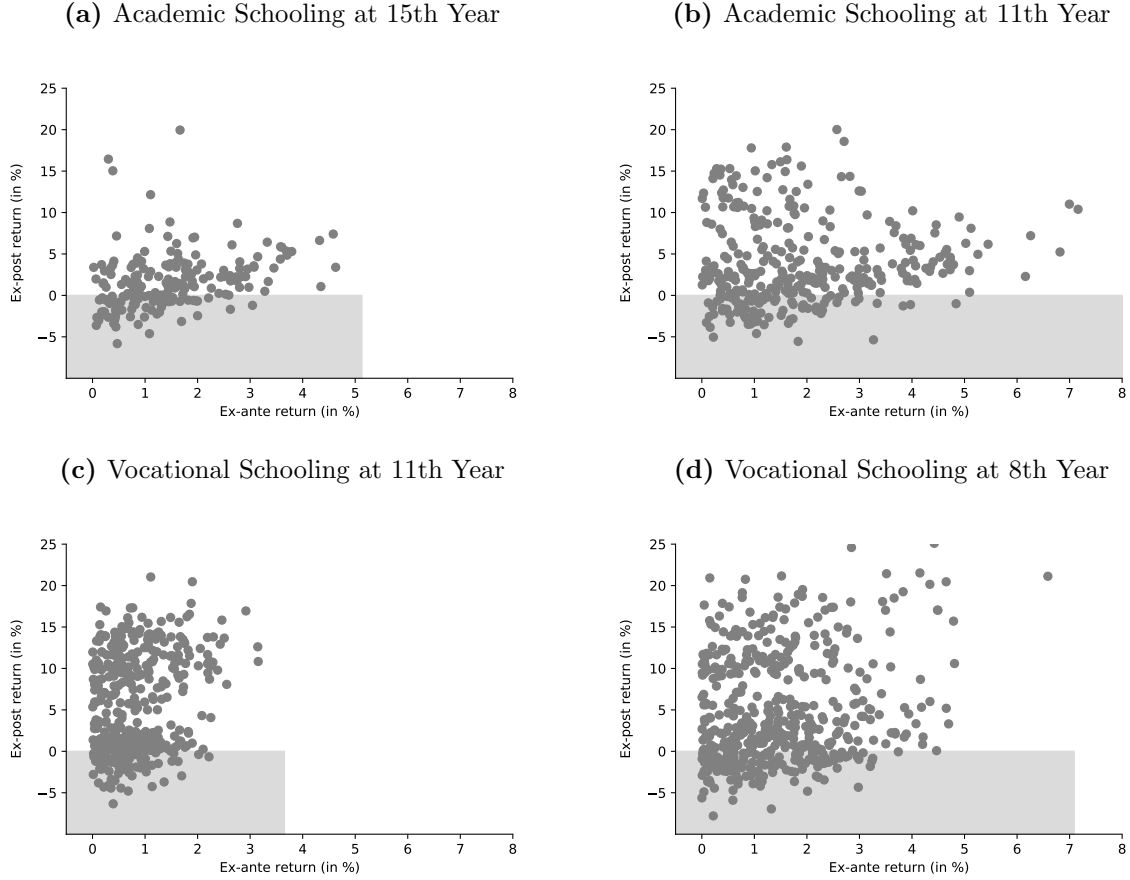 (a) Academic Schooling at 15th Year
(b) Academic Schooling at 11th Year
25
20
15
10
5
0
−5
0 1 2 3 4 5 6 7 8
Ex-post return (in %)
Ex-ante return (in %)
25
20
15
10
5
0
−5
0 1 2 3 4 5 6 7 8
Ex-post return (in %)
Ex-ante return (in %)
(c) Vocational Schooling at 11th Year
(d) Vocational Schooling at 8th Year
25
20
15
10
5
0
−5
0 1 2 3 4 5 6 7 8
Ex-post return (in %)
Ex-ante return (in %)
25
20
15
10
5
0
−5
0 1 2 3 4 5 6 7 8
Ex-post return (in %)
Ex-ante return (in %)